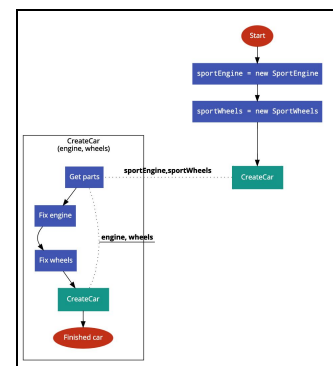 Start
sportEngine = new SportEngine
sportWheels = new SportWheels
CreateCar
(engine, wheels)
Get parts
sportEngine,sportWheels
CreateCar
Fix engine
engine, wheels
Fix wheels
CreateCar
Finished car